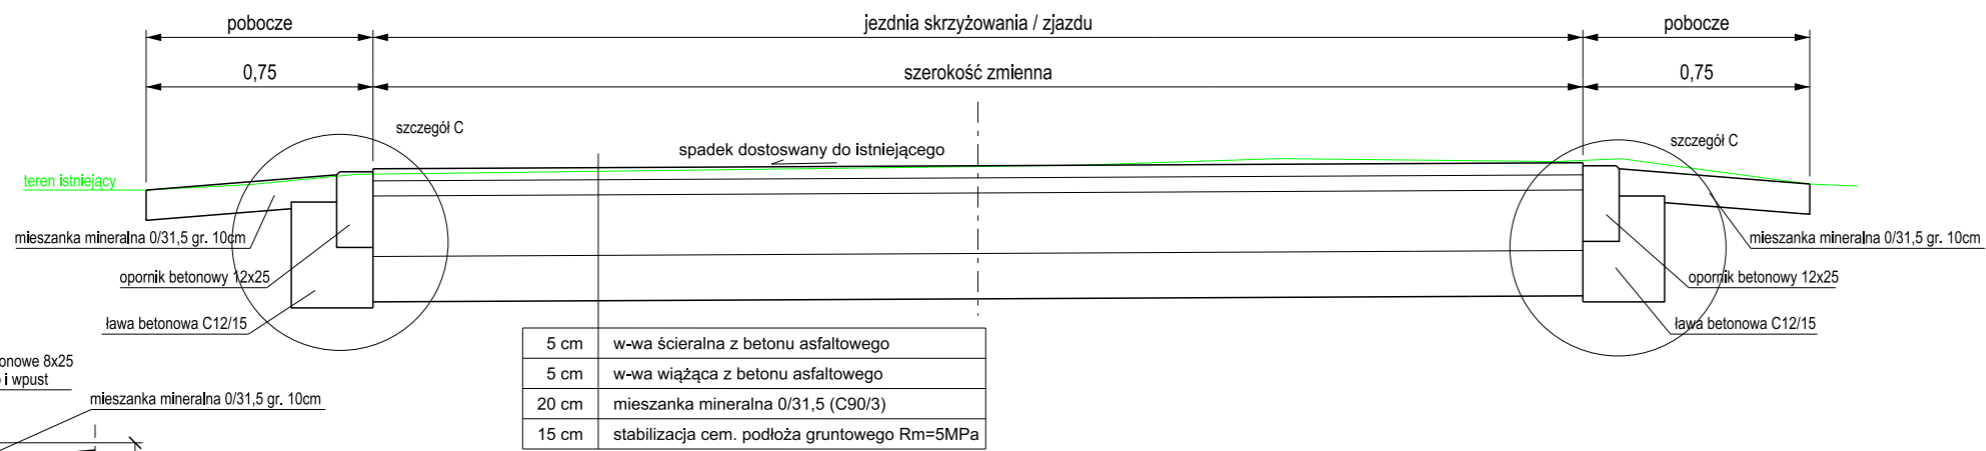 pobocze
jezdnia skrzyżowania / zjazdu
pobocze
0,75
szerokość zmienna
0,75
szczegół C
szczegół C
spadek dostoswany do istniejącego
teren istniejący
mieszanka mineralna 0/31,5 gr. 10cm
mieszanka mineralna 0/31,5 gr. 10cm
opornik betonowy 12x25
opornik betonowy 12x25
ława betonowa C12/15
ława betonowa C12/15
5 cm w-wa ścieralna z betonu asfaltowego
5 cm w-wa wiążąca z betonu asfaltowego
20 cm mieszanka mineralna 0/31,5 (C90/3)
15 cm stabilizacja cem. podłoża gruntowego Rm=5MPa
onowe 8x25
i wpust
mieszanka mineralna 0/31,5 gr. 10cm